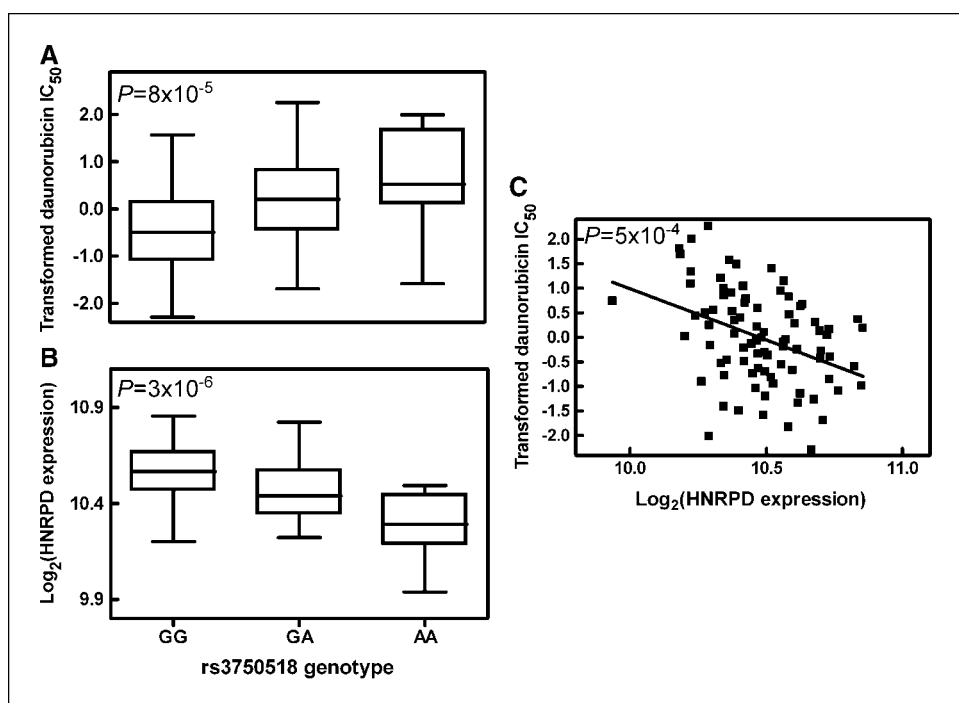 A
P=8x10⁻⁵
Transformed daunorubicin IC₅₀
2.0
1.0
0.0
-1.0
-2.0
B
P=3x10⁻⁶
Log₂(HNRPD expression)
10.9
10.4
9.9
GG GA AA
rs3750518 genotype
C
P=5x10⁻⁴
Transformed daunorubicin IC₅₀
2.0
1.5
1.0
0.5
0.0
-0.5
-1.0
-1.5
-2.0
10.0 10.5 11.0
Log₂(HNRPD expression)